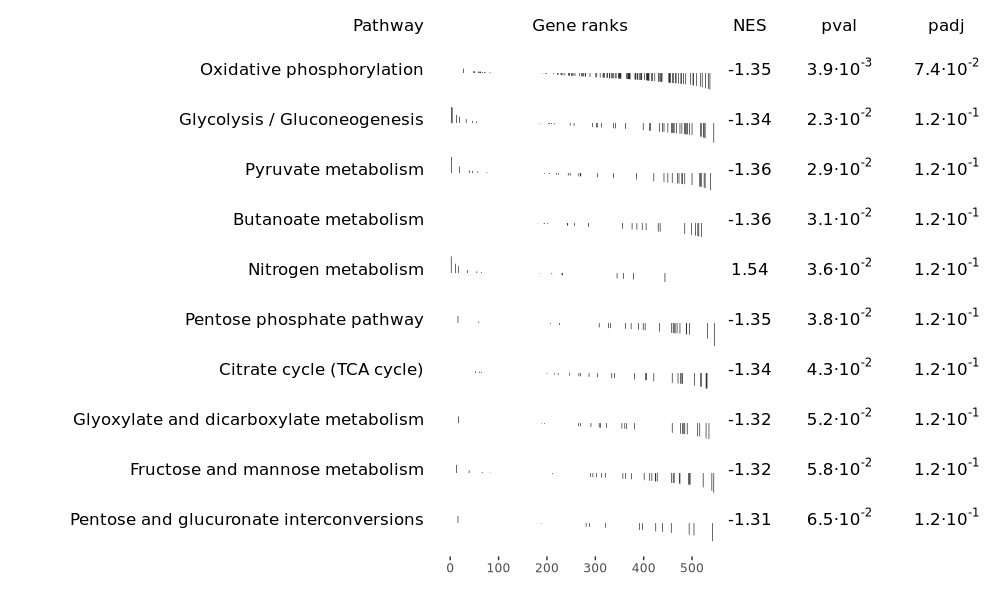 Pathway Gene ranks NES pval padj
Oxidative phosphorylation -1.35 3.9·10⁻³ 7.4·10⁻²
Glycolysis / Gluconeogenesis -1.34 2.3·10⁻² 1.2·10⁻¹
Pyruvate metabolism -1.36 2.9·10⁻² 1.2·10⁻¹
Butanoate metabolism -1.36 3.1·10⁻² 1.2·10⁻¹
Nitrogen metabolism 1.54 3.6·10⁻² 1.2·10⁻¹
Pentose phosphate pathway -1.35 3.8·10⁻² 1.2·10⁻¹
Citrate cycle (TCA cycle) -1.34 4.3·10⁻² 1.2·10⁻¹
Glyoxylate and dicarboxylate metabolism -1.32 5.2·10⁻² 1.2·10⁻¹
Fructose and mannose metabolism -1.32 5.8·10⁻² 1.2·10⁻¹
Pentose and glucuronate interconversions -1.31 6.5·10⁻² 1.2·10⁻¹
0 100 200 300 400 500